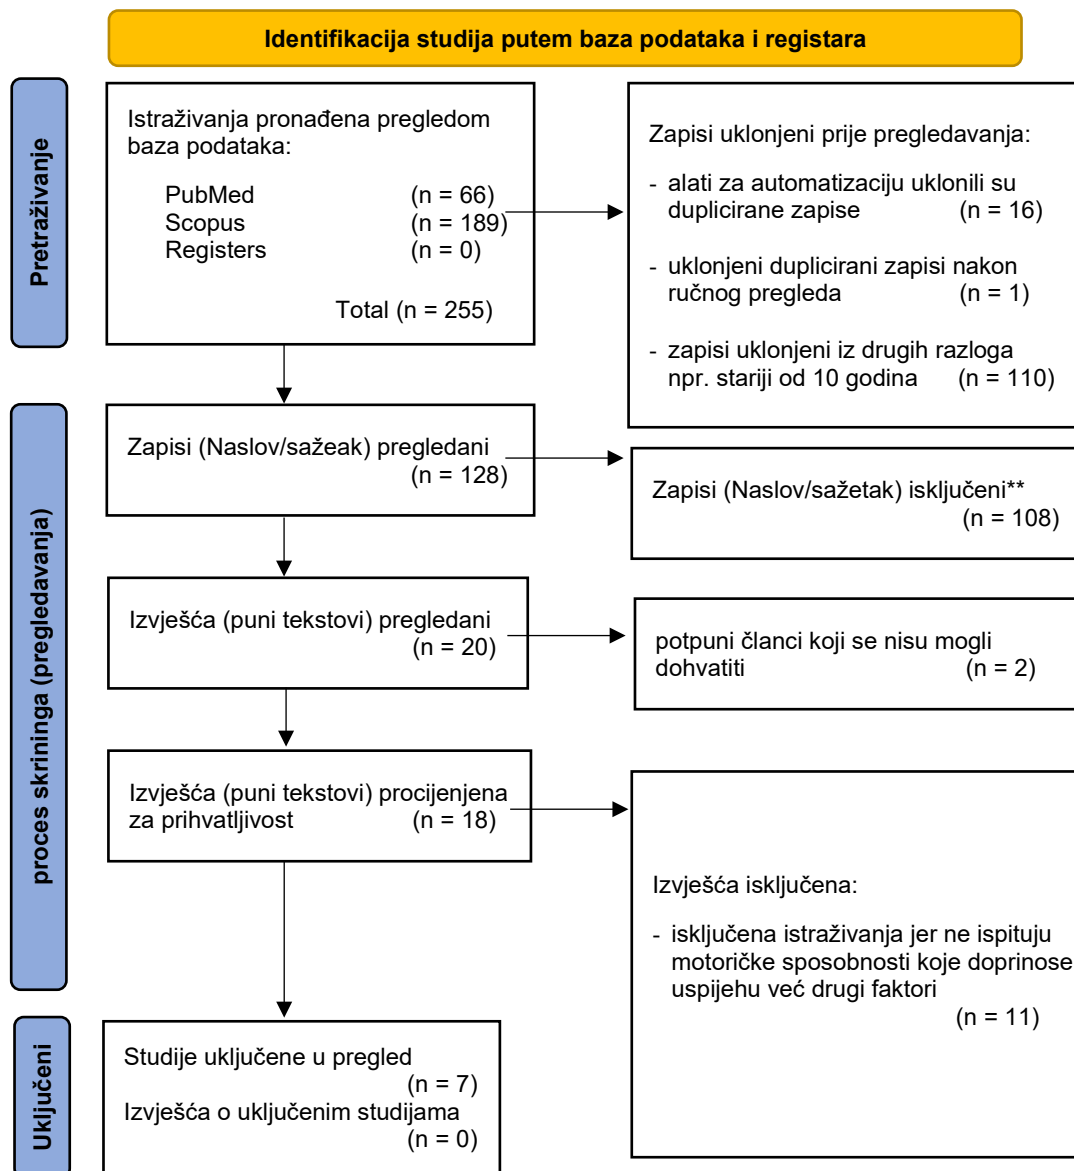 Identifikacija studija putem baza podataka i registara
Pretraživanje
Istraživanja pronađena pregledom
baza podataka:
PubMed (n = 66)
Scopus (n = 189)
Registers (n = 0)
Total (n = 255)
Zapisi uklonjeni prije pregledavanja:
- alati za automatizaciju uklonili su
duplicirane zapise (n = 16)
- uklonjeni duplicirani zapisi nakon
ručnog pregleda (n = 1)
- zapisi uklonjeni iz drugih razloga
npr. stariji od 10 godina (n = 110)
proces skrininga (pregledavanja)
Zapisi (Naslov/sažeak) pregledani
(n = 128)
Zapisi (Naslov/sažetak) isključeni**
(n = 108)
Izvješća (puni tekstovi) pregledani
(n = 20)
potpuni članci koji se nisu mogli
dohvatiti (n = 2)
Izvješća (puni tekstovi) procijenjena
za prihvatljivost (n = 18)
Izvješća isključena:
- isključena istraživanja jer ne ispituju
motoričke sposobnosti koje doprinose
uspijehu već drugi faktori
(n = 11)
Uključeni
Studije uključene u pregled
(n = 7)
Izvješća o uključenim studijama
(n = 0)